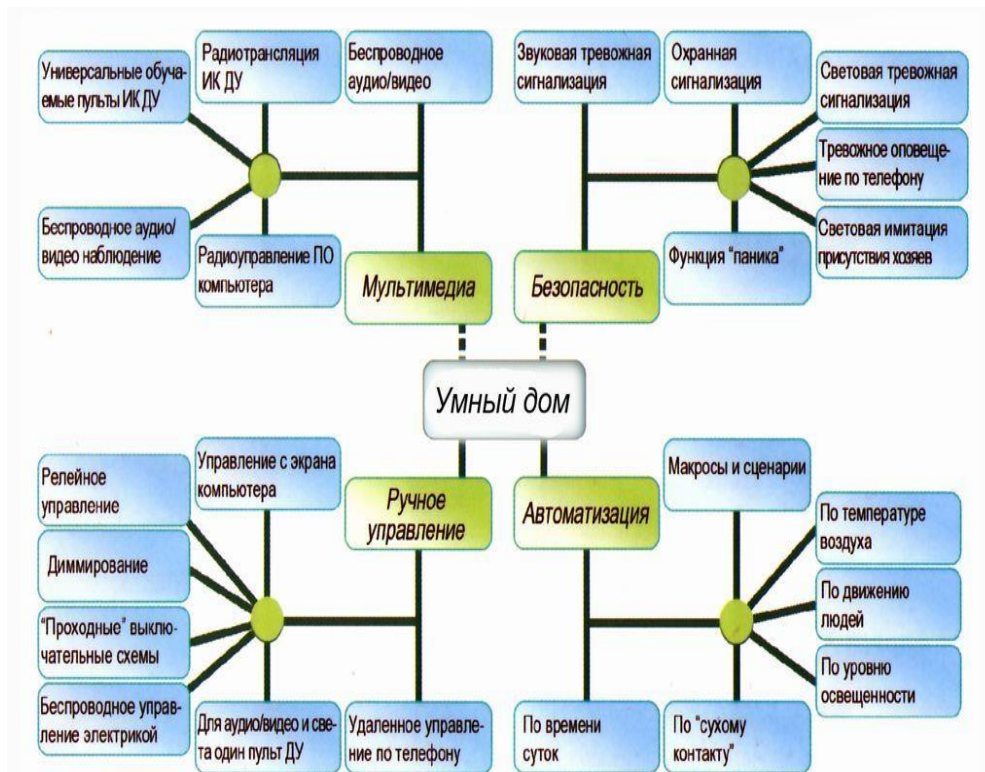 Универсальные обуча-
емые пульты ИК ДУ
Радиотрансляция
ИК ДУ
Беспроводное
аудио/видео
Беспроводное аудио/
видео наблюдение
Радиоуправление ПО
компьютера
Мультимедиа
Звуковая тревожная
сигнализация
Охранная
сигнализация
Световая тревожная
сигнализация
Тревожное оповеще-
ние по телефону
Световая имитация
присутствия хозяев
Функция "паника"
Безопасность
Умный дом
Релейное
управление
Управление с экрана
компьютера
Ручное
управление
Диммирование
"Проходные" выклю-
чательные схемы
Беспроводное управ-
ление электрикой
Для аудио/видео и све-
та один пульт ДУ
Удаленное управле-
ние по телефону
Автоматизация
Макросы и сценарии
По температуре
воздуха
По движению
людей
По уровню
освещенности
По времени
суток
По "сухому
контакту"